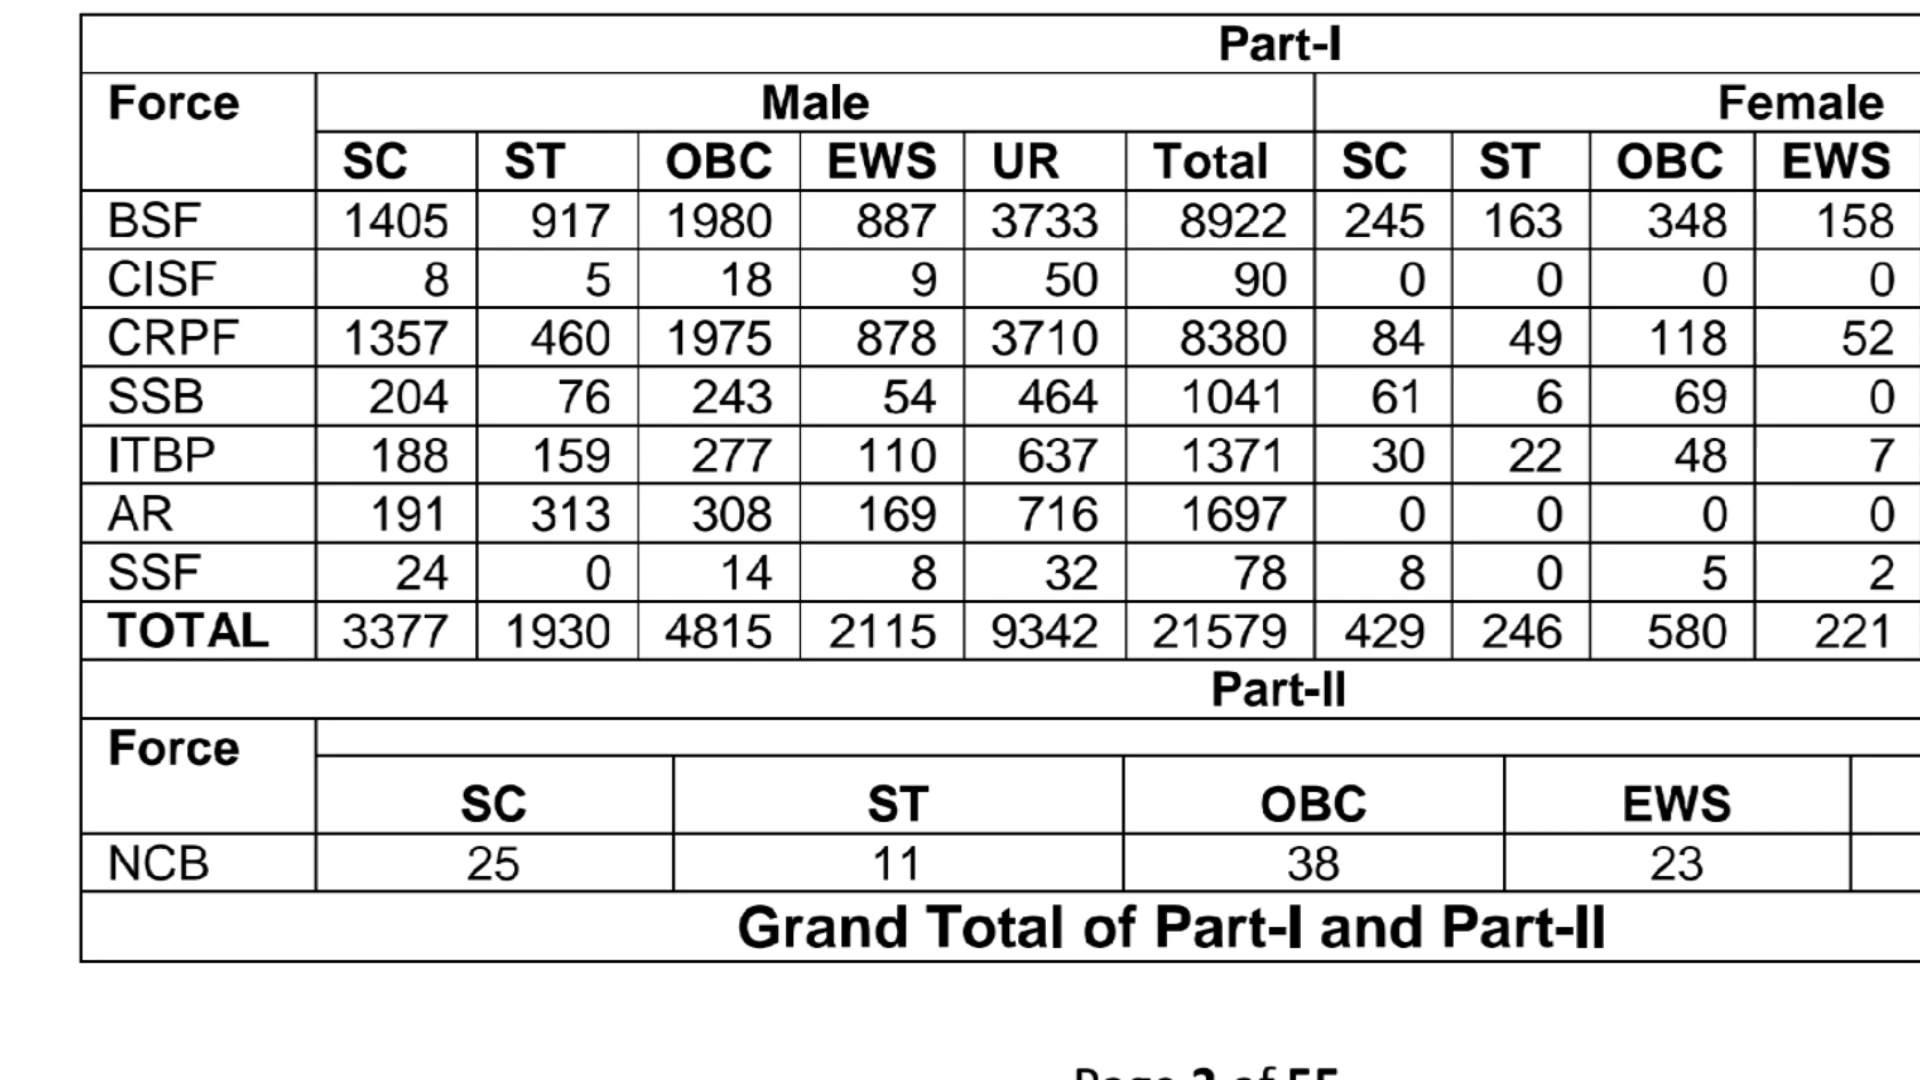 Part-I
Force Male Female
SC ST OBC EWS UR Total SC ST OBC EWS
BSF 1405 917 1980 887 3733 8922 245 163 348 158
CISF 8 5 18 9 50 90 0 0 0 0
CRPF 1357 460 1975 878 3710 8380 84 49 118 52
SSB 204 76 243 54 464 1041 61 6 69 0
ITBP 188 159 277 110 637 1371 30 22 48 7
AR 191 313 308 169 716 1697 0 0 0 0
SSF 24 0 14 8 32 78 8 0 5 2
TOTAL 3377 1930 4815 2115 9342 21579 429 246 580 221
Part-II
Force
SC ST OBC EWS
NCB 25 11 38 23
Grand Total of Part-I and Part-II
Page 2 of 55